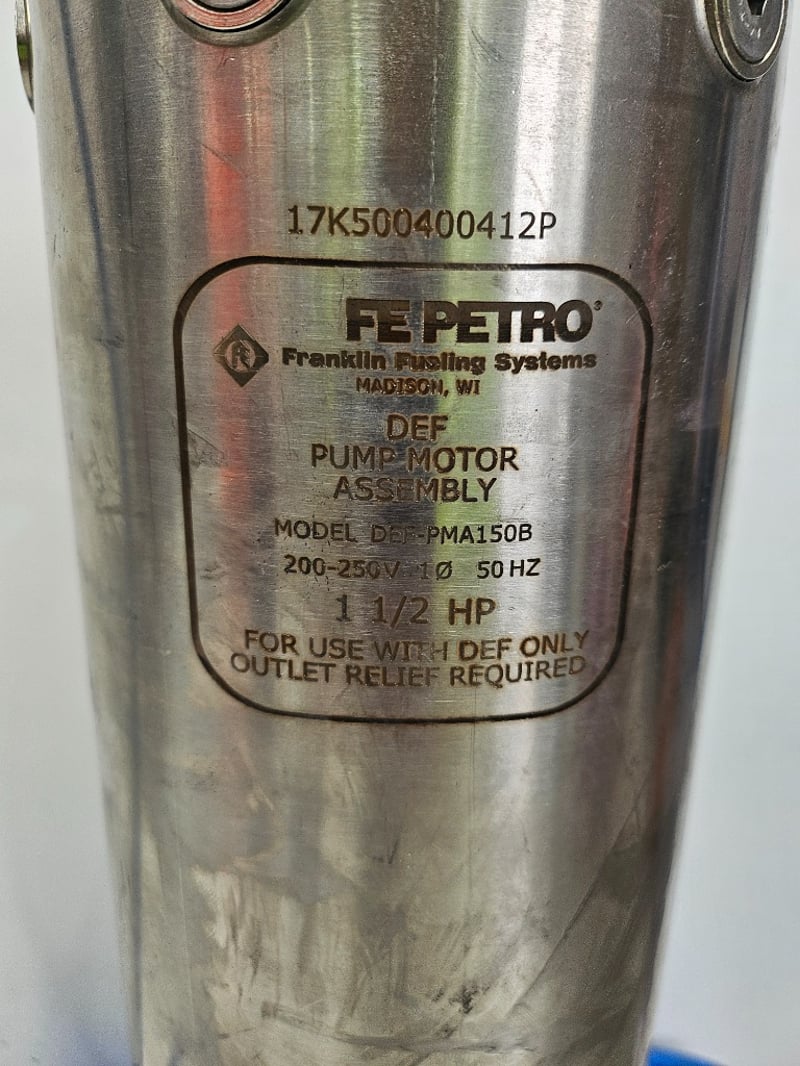 17K500400412P
FE PETRO®
Franklin Fueling Systems
MADISON, WI
DEF
PUMP MOTOR
ASSEMBLY
MODEL DEF-PMA150B
200-250V 1Ø 50 HZ
1 1/2 HP
FOR USE WITH DEF ONLY
OUTLET RELIEF REQUIRED